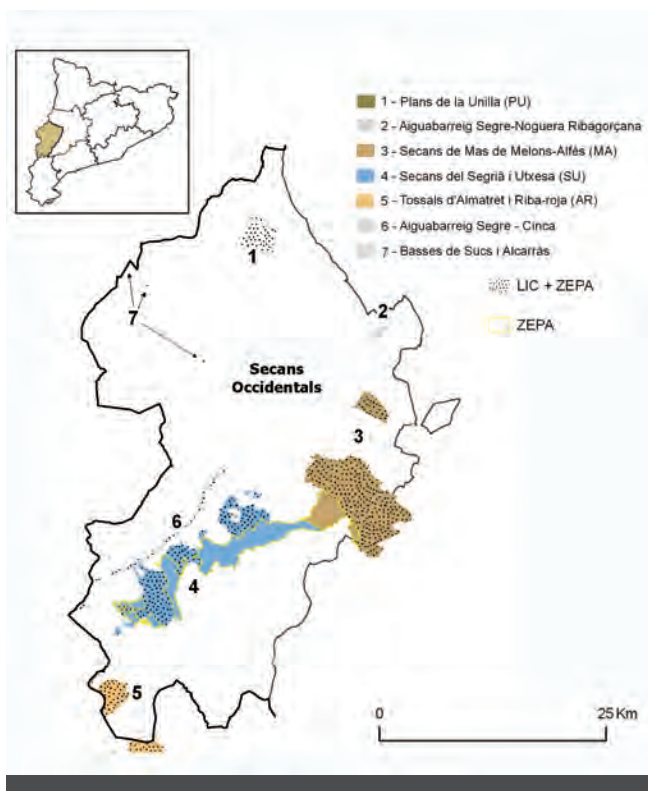 1 - Plans de la Unilla (PU)
2 - Aiguabarreig Segre-Noguera Ribagorçana
3 - Secans de Mas de Melons-Alfés (MA)
4 - Secans del Segrià i Utxesa (SU)
5 - Tossals d'Almatret i Riba-roja (AR)
6 - Aiguabarreig Segre - Cinca
7 - Basses de Sucs i Alcarràs
LIC + ZEPA
ZEPA
1
2
7
Secans
Occidentals
3
6
4
5
0
25 Km